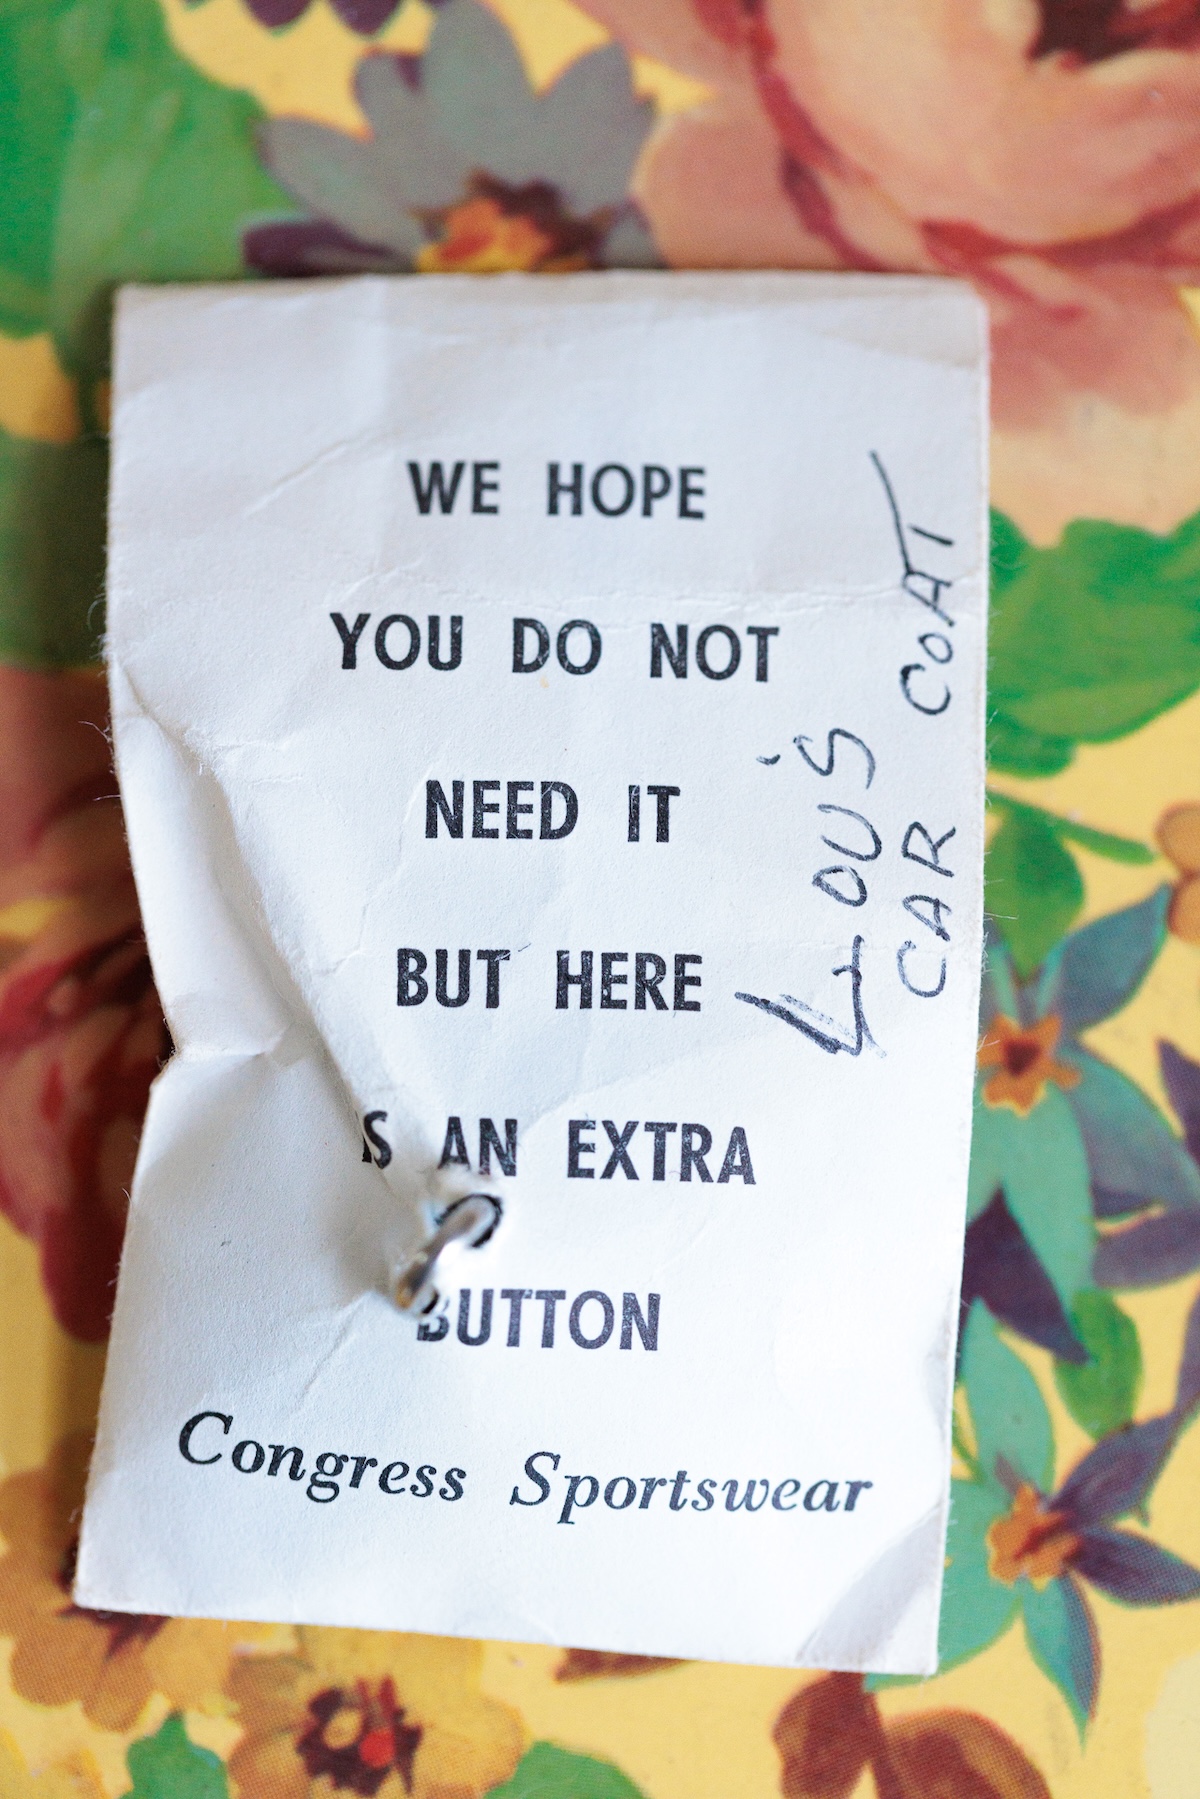 WE HOPE
YOU DO NOT
NEED IT
BUT HERE
IS AN EXTRA
BUTTON
Congress Sportswear
LOU'S
CAR COAT